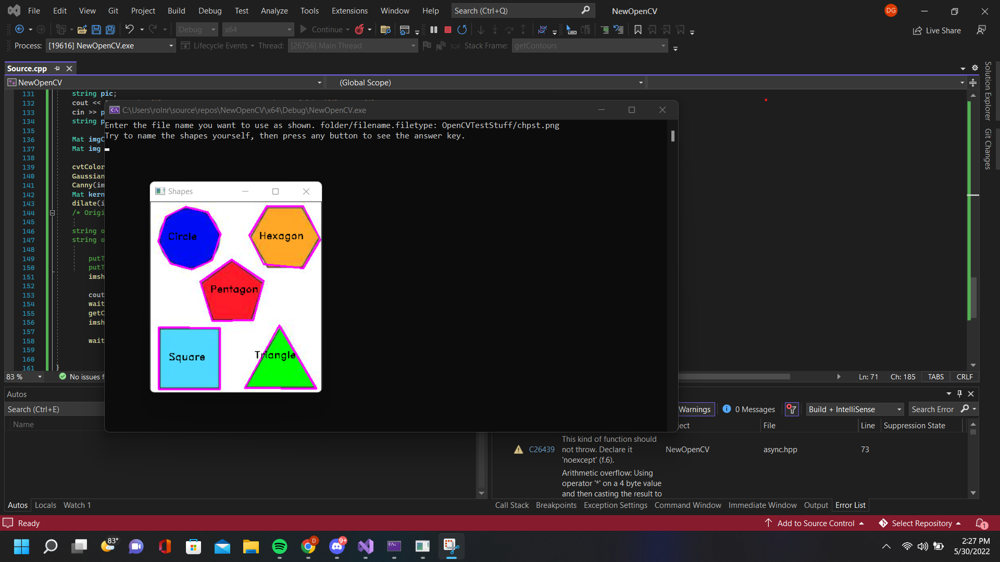 File Edit View Git Project Build Debug Test Analyze Tools Extensions Window Help Search (Ctrl+Q) NewOpenCV DG
Debug x64 Continue Live Share
Process: [19616] NewOpenCV.exe Lifecycle Events Thread: [26756] Main Thread Stack Frame: getContours
Source.cpp
NewOpenCV (Global Scope)
Solution Explorer
Git Changes
131 string pic;
132 cout <<
133 cin >> p
134 string p
135
136 Mat imgC
137 Mat img
138
139 cvtColor
140 Gaussian
141 Canny(im
142 Mat kern
143 dilate(i
144 /* Origi
145
146 string o
147 string o
148
149 putT
150 putT
151 imsh
152
153 cout
154 wait
155 getC
156 imsh
157
158 wait
159
160
161 }
C:\Users\rolnr\source\repos\NewOpenCV\x64\Debug\NewOpenCV.exe
Enter the file name you want to use as shown. folder/filename.filetype: OpenCVTestStuff/chpst.png
Try to name the shapes yourself, then press any button to see the answer key.
Shapes
Circle
Hexagon
Pentagon
Square
Triangle
83 % No issues f Ln: 71 Ch: 185 TABS CRLF
Autos
Search (Ctrl+E)
Name
Autos Locals Watch 1
Warnings 0 Messages Build + IntelliSense Search Error
ject File Line Suppression State
C26439 This kind of function should not throw. Declare it 'noexcept' (f.6). NewOpenCV async.hpp 73
Arithmetic overflow: Using
operator '*' on a 4 byte value
and then casting the result to
Call Stack Breakpoints Exception Settings Command Window Immediate Window Output Error List
Ready Add to Source Control Select Repository 1
83° D 9+
2:27 PM
5/30/2022